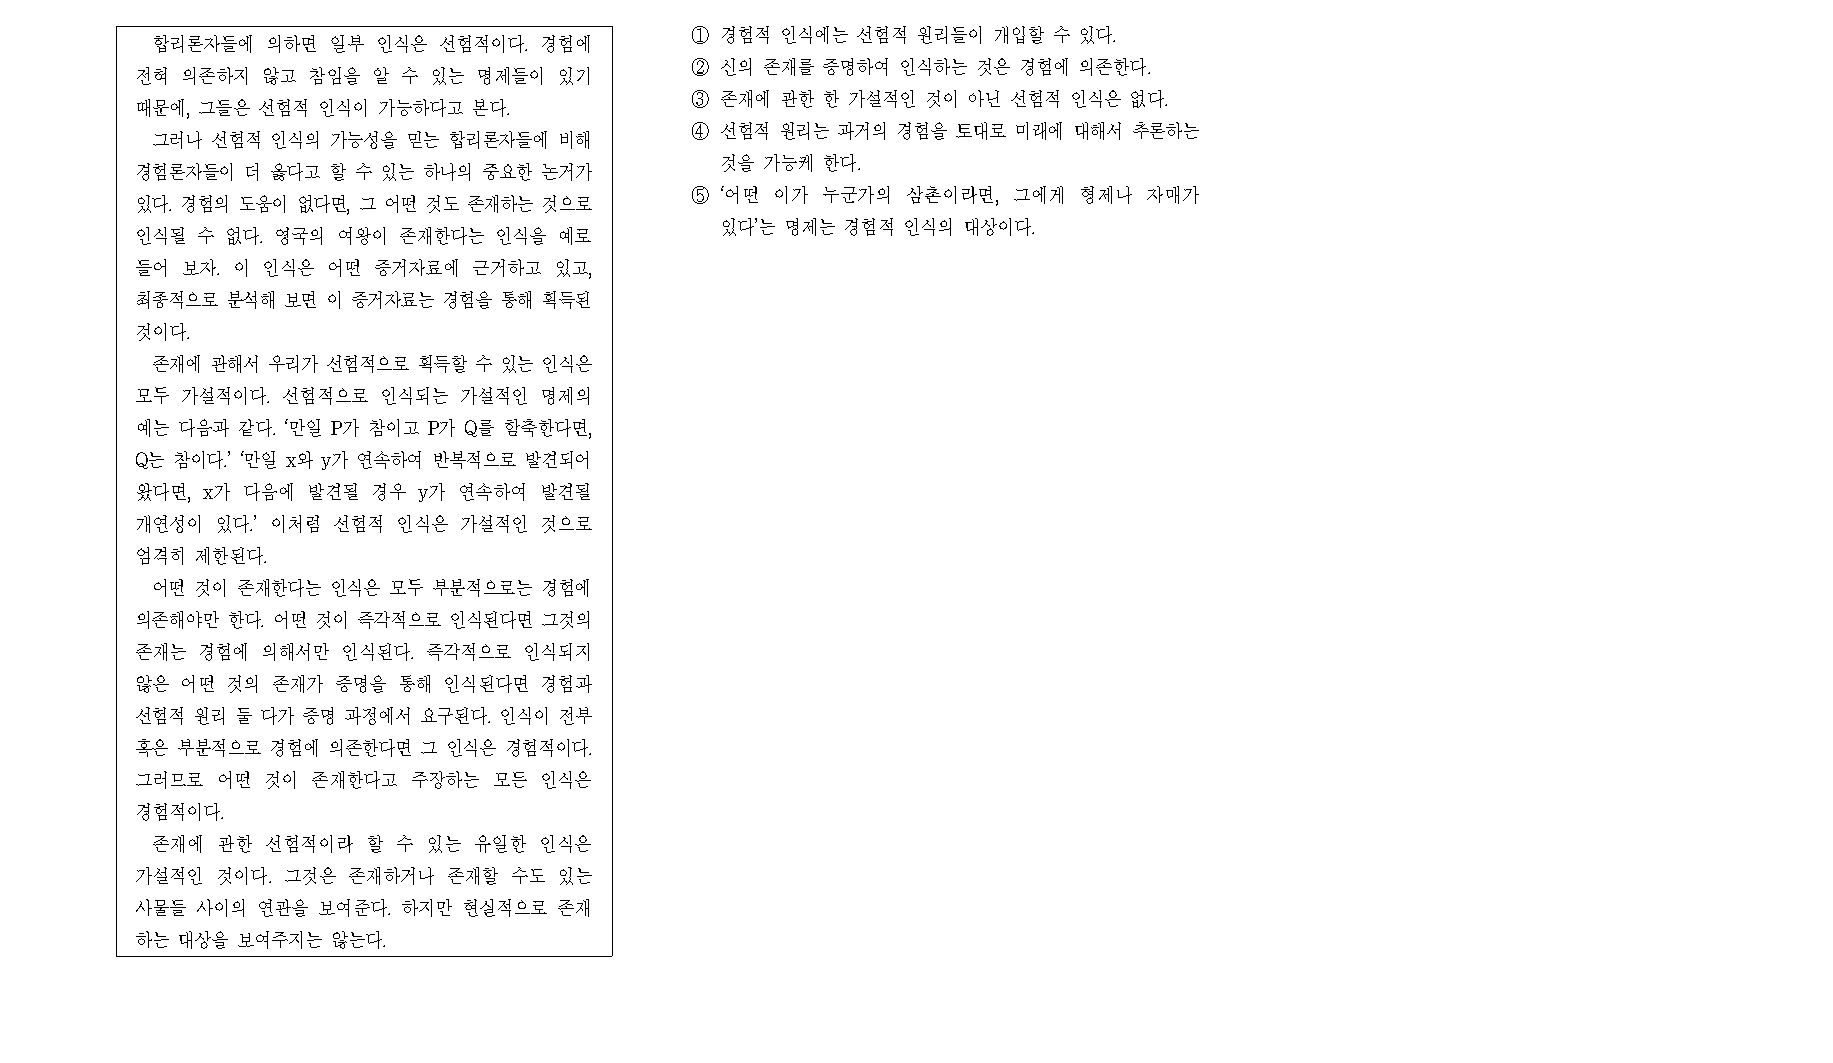 합리론자들에 의하면 일부 인식은 선험적이다. 경험에
전혀 의존하지 않고 참임을 알 수 있는 명제들이 있기
때문에, 그들은 선험적 인식이 가능하다고 본다.
그러나 선험적 인식의 가능성을 믿는 합리론자들에 비해
경험론자들이 더 옳다고 할 수 있는 하나의 중요한 논거가
있다. 경험의 도움이 없다면, 그 어떤 것도 존재하는 것으로
인식될 수 없다. 영국의 여왕이 존재한다는 인식을 예로
들어 보자. 이 인식은 어떤 증거자료에 근거하고 있고,
최종적으로 분석해 보면 이 증거자료는 경험을 통해 획득된
것이다.
존재에 관해서 우리가 선험적으로 획득할 수 있는 인식은
모두 가설적이다. 선험적으로 인식되는 가설적인 명제의
예는 다음과 같다. ‘만일 P가 참이고 P가 Q를 함축한다면,
Q는 참이다.’ ‘만일 x와 y가 연속하여 반복적으로 발견되어
왔다면, x가 다음에 발견될 경우 y가 연속하여 발견될
개연성이 있다.’ 이처럼 선험적 인식은 가설적인 것으로
엄격히 제한된다.
어떤 것이 존재한다는 인식은 모두 부분적으로는 경험에
의존해야만 한다. 어떤 것이 즉각적으로 인식된다면 그것의
존재는 경험에 의해서만 인식된다. 즉각적으로 인식되지
않은 어떤 것의 존재가 증명을 통해 인식된다면 경험과
선험적 원리 둘 다가 증명 과정에서 요구된다. 인식이 전부
혹은 부분적으로 경험에 의존한다면 그 인식은 경험적이다.
그러므로 어떤 것이 존재한다고 주장하는 모든 인식은
경험적이다.
존재에 관한 선험적이라 할 수 있는 유일한 인식은
가설적인 것이다. 그것은 존재하거나 존재할 수도 있는
사물들 사이의 연관을 보여준다. 하지만 현실적으로 존재
하는 대상을 보여주지는 않는다.
① 경험적 인식에는 선험적 원리들이 개입할 수 있다.
② 신의 존재를 증명하여 인식하는 것은 경험에 의존한다.
③ 존재에 관한 한 가설적인 것이 아닌 선험적 인식은 없다.
④ 선험적 원리는 과거의 경험을 토대로 미래에 대해서 추론하는
것을 가능케 한다.
⑤ ‘어떤 이가 누군가의 삼촌이라면, 그에게 형제나 자매가
있다’는 명제는 경험적 인식의 대상이다.